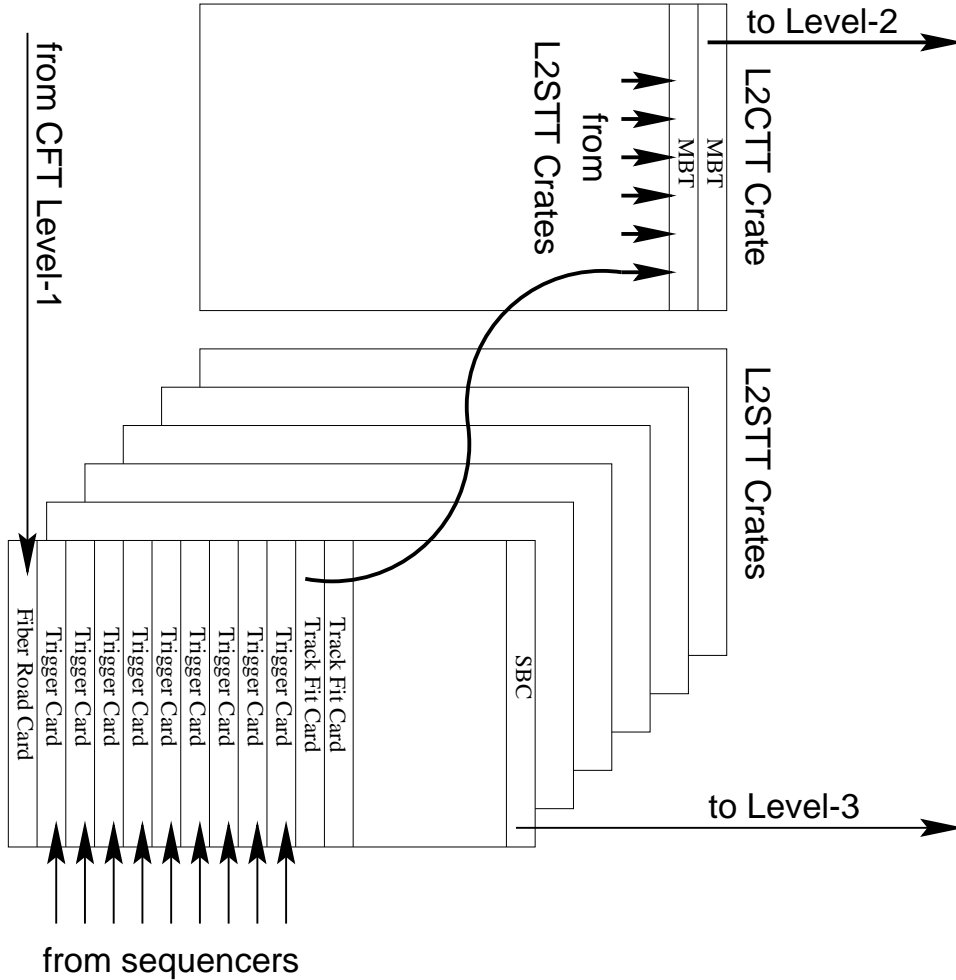 to Level-2
from CFT Level-1
from
L2STT Crates
MBT
MBT
L2CTT Crate
L2STT Crates
Fiber Road Card
Trigger Card
Trigger Card
Trigger Card
Trigger Card
Trigger Card
Trigger Card
Trigger Card
Trigger Card
Trigger Card
Track Fit Card
Track Fit Card
SBC
to Level-3
from sequencers